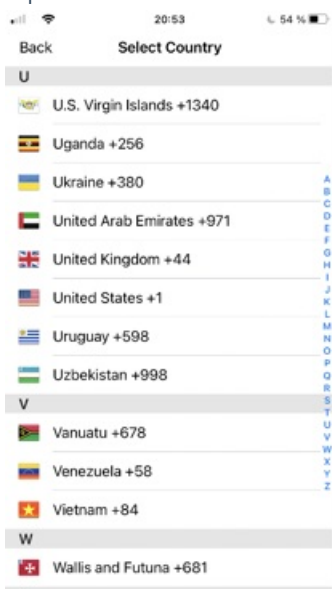 20:53
54 %
Back
Select Country
U
U.S. Virgin Islands +1340
Uganda +256
Ukraine +380
United Arab Emirates +971
United Kingdom +44
United States +1
Uruguay +598
Uzbekistan +998
V
Vanuatu +678
Venezuela +58
Vietnam +84
W
Wallis and Futuna +681
A
B
C
D
E
F
G
H
I
J
K
L
M
N
O
P
Q
R
S
T
U
V
W
X
Y
Z